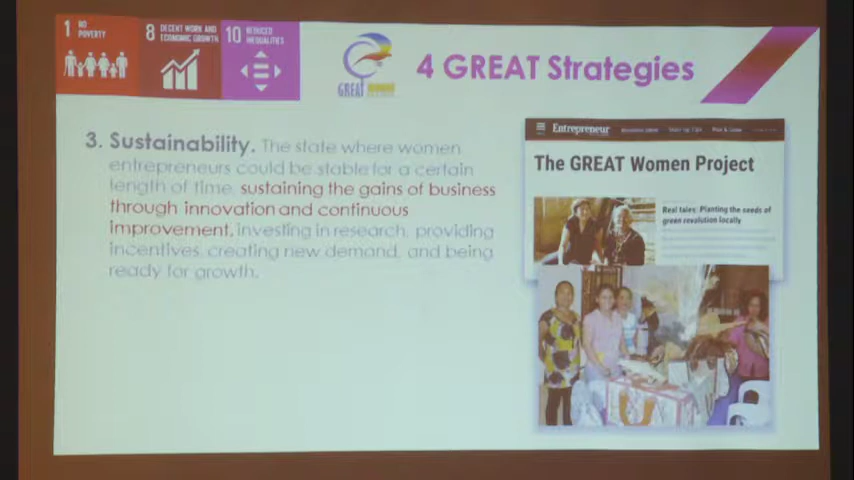 1 NO
POVERTY
8 DECENT WORK AND
ECONOMIC GROWTH
10 REDUCED
INEQUALITIES
GREAT women
4 GREAT Strategies
3. Sustainability. The state where women
entrepreneurs could be stable for a certain
length of time, sustaining the gains of business
through innovation and continuous
improvement, investing in research, providing
incentives, creating new demand, and being
ready for growth.
Entrepreneur
The GREAT Women Project
Real tales: Planting the seeds of
green revolution locally